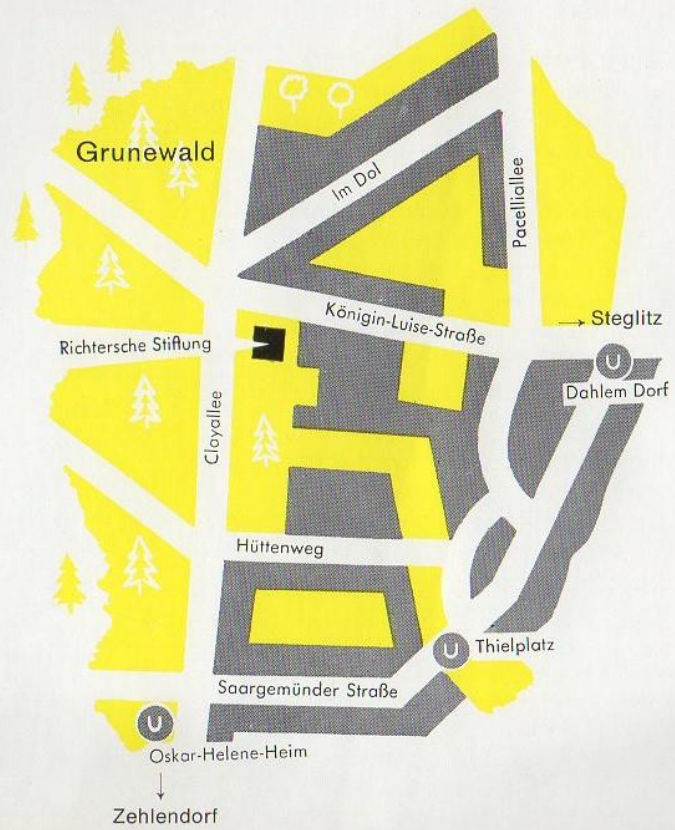 Grunewald
Im Dol
Pacelliallee
Königin-Luise-Straße
→ Steglitz
Richtersche Stiftung
U
Dahlem Dorf
Clayallee
Hüttenweg
U
Thielplatz
Saargemünder Straße
U
Oskar-Helene-Heim
↓
Zehlendorf